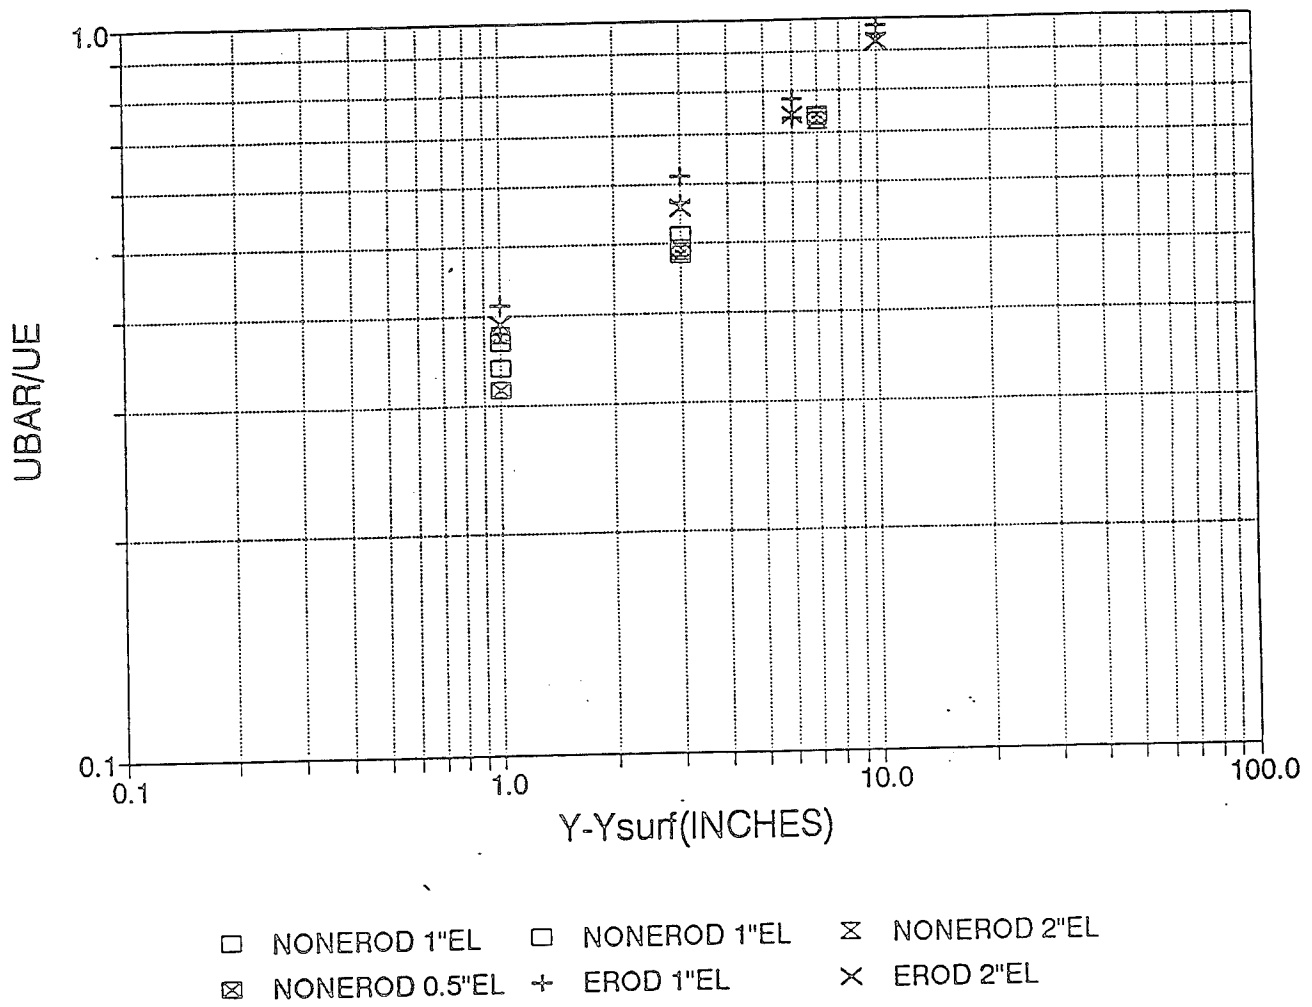 1.0
UBAR/UE
0.1
0.1 1.0 10.0 100.0
Y-Ysurf(INCHES)
NONEROD 1"EL NONEROD 1"EL NONEROD 2"EL
NONEROD 0.5"EL EROD 1"EL EROD 2"EL